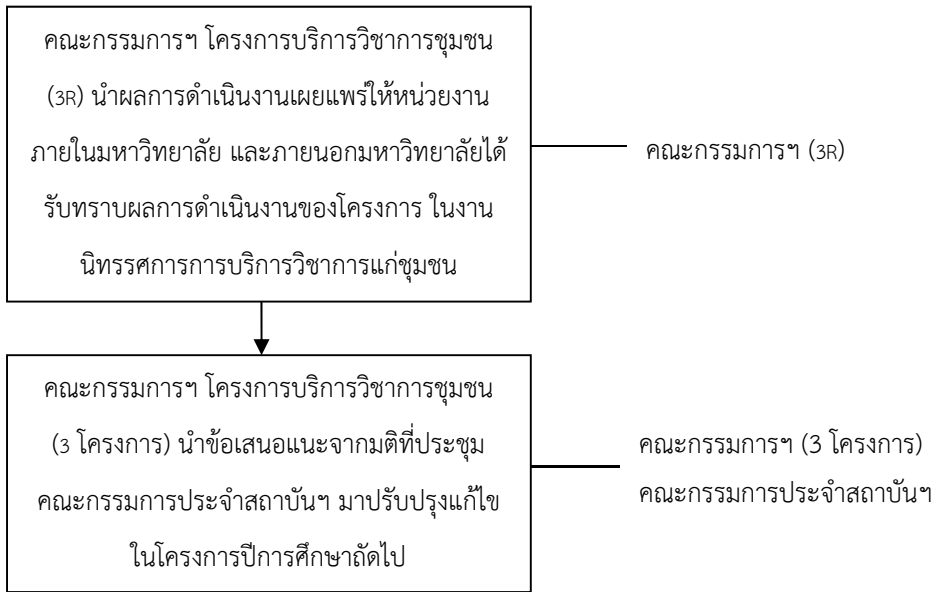 คณะกรรมการฯ โครงการบริการวิชาการชุมชน
(3R) นำผลการดำเนินงานเผยแพร่ให้หน่วยงาน
ภายในมหาวิทยาลัย และภายนอกมหาวิทยาลัยได้
รับทราบผลการดำเนินงานของโครงการ ในงาน
นิทรรศการการบริการวิชาการแก่ชุมชน
คณะกรรมการฯ (3R)
คณะกรรมการฯ โครงการบริการวิชาการชุมชน
(3 โครงการ) นำข้อเสนอแนะจากมติที่ประชุม
คณะกรรมการประจำสถาบันฯ มาปรับปรุงแก้ไข
ในโครงการปีการศึกษาถัดไป
คณะกรรมการฯ (3 โครงการ)
คณะกรรมการประจำสถาบันฯ